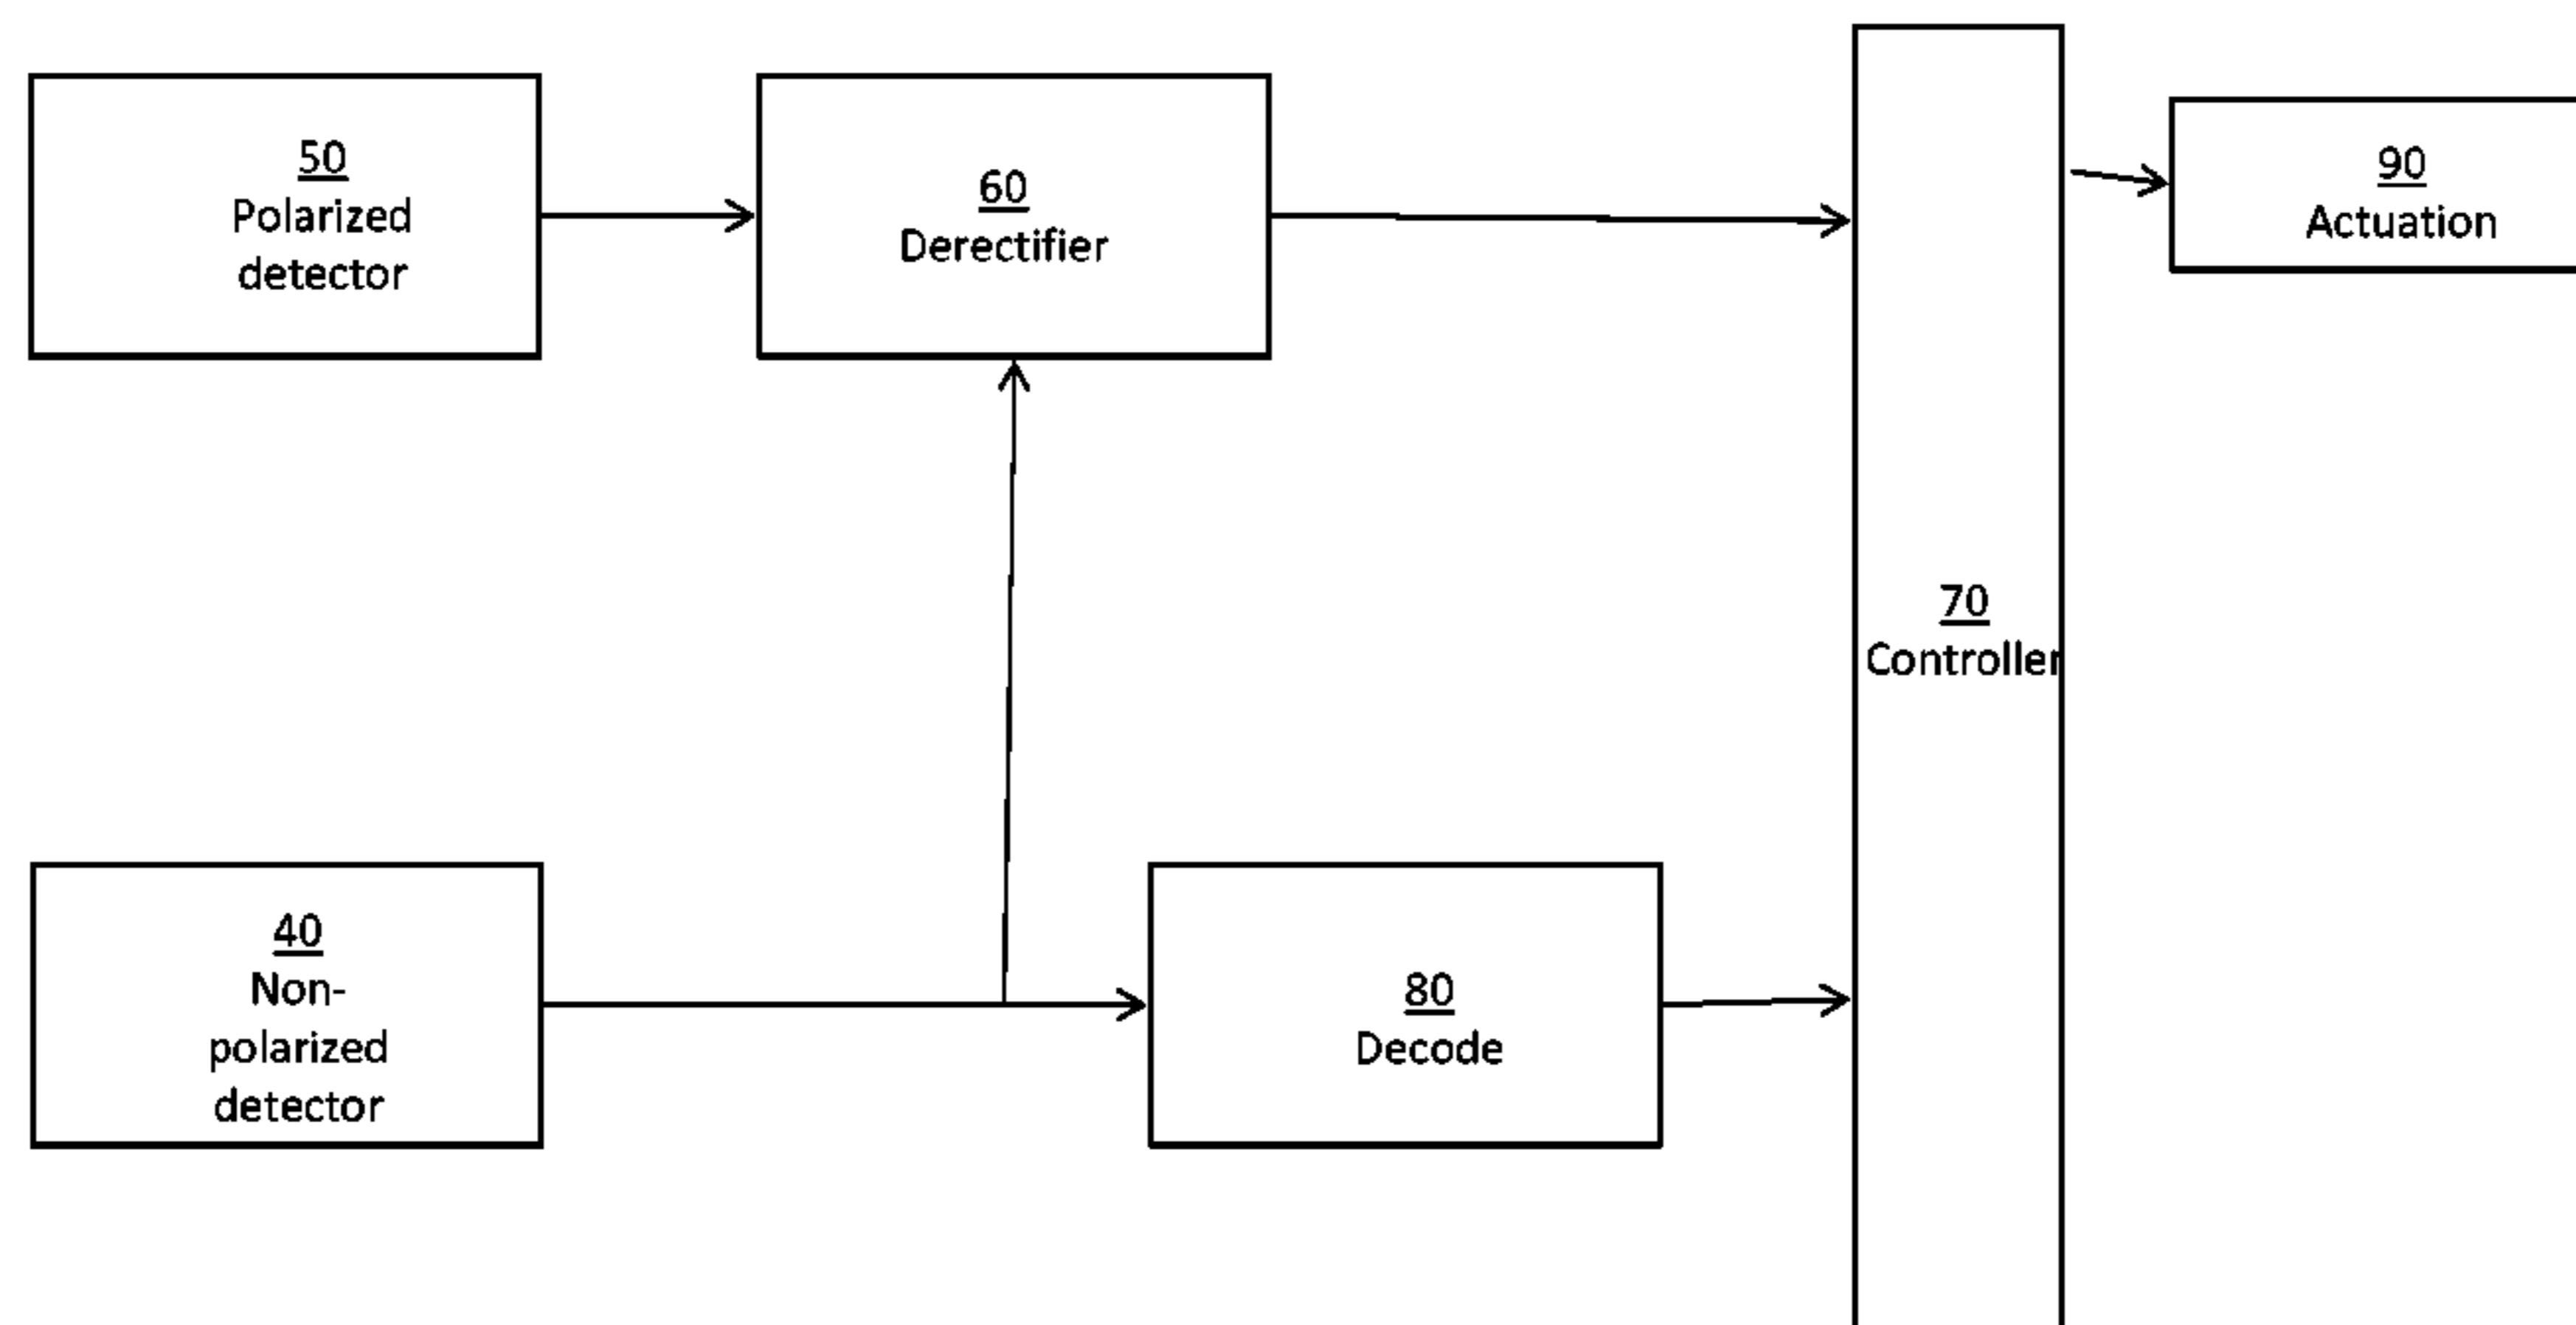 50
Polarized
detector
60
Derectifier
90
Actuation
70
Controller
40
Non-
polarized
detector
80
Decode